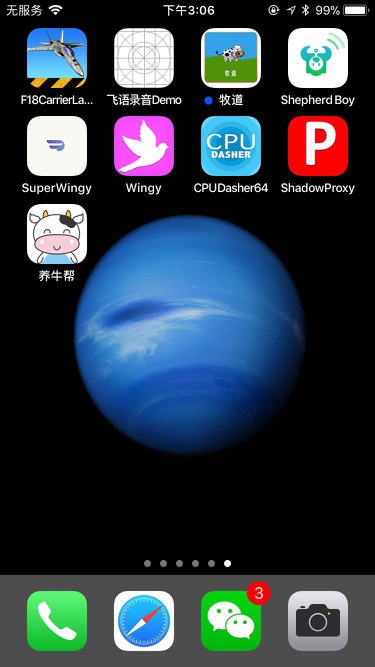 无服务 下午3:06 99%
F18CarrierLa... 飞语录音Demo 牧道 Shepherd Boy
牧道
SuperWingy Wingy CPUDasher64 ShadowProxy
CPU
DASHER
P
养牛帮
3